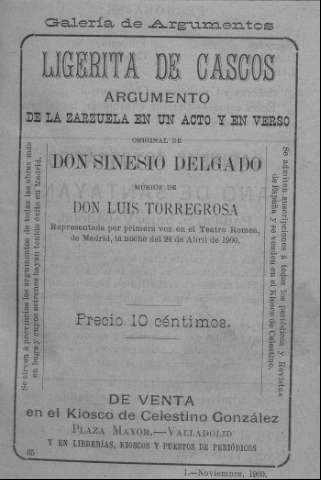 Galería de Argumentos
LIGERITA DE CASCOS
ARGUMENTO
DE LA ZARZUELA EN UN ACTO Y EN VERSO
ORIGINAL DE
DON SINESIO DELGADO
MÚSICA DE
DON LUIS TORREGROSA
Representada por primera vez en el Teatro Romea,
de Madrid, la noche del 24 de Abril de 1900.
Se sirven á provincias los argumentos de todas las obras más
en boga y cuyos estrenos hayan tenido éxito en Madrid.
Se admiten suscripciones á todos los periódicos y Revistas
de España y se venden en el Kiosco de Celestino.
Precio 10 céntimos.
DE VENTA
en el Kiosco de Celestino González
PLAZA MAYOR.—VALLADOLID
Y EN LIBRERÍAS, KIOSCOS Y PUESTOS DE PERIÓDICOS
65
1.—Noviembre, 1900.